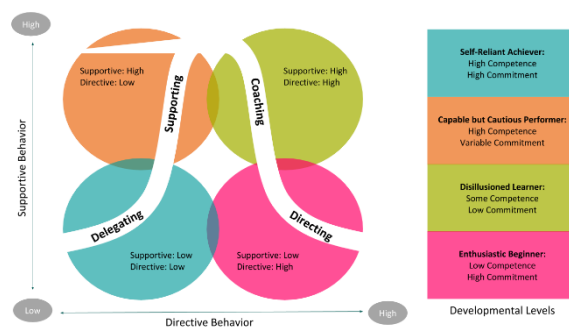 High
Supportive Behavior
Low
Directive Behavior
High
Supportive: High
Directive: Low
Supporting
Supportive: High
Directive: High
Coaching
Delegating
Supportive: Low
Directive: Low
Directing
Supportive: Low
Directive: High
Self-Reliant Achiever:
High Competence
High Commitment
Capable but Cautious Performer:
High Competence
Variable Commitment
Disillusioned Learner:
Some Competence
Low Commitment
Enthusiastic Beginner:
Low Competence
High Commitment
Developmental Levels